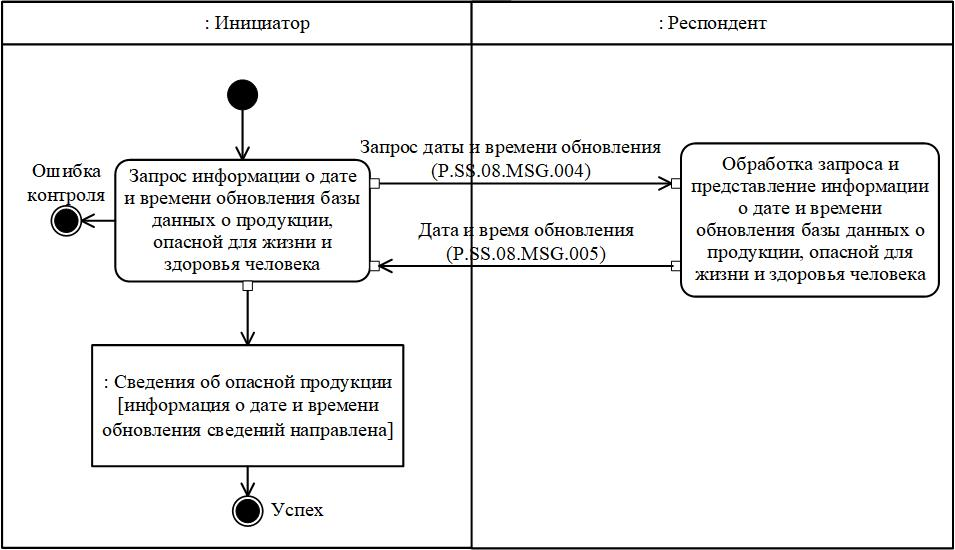 : Инициатор
: Респондент
Ошибка
контроля
Запрос информации о дате
и времени обновления базы
данных о продукции,
опасной для жизни и
здоровья человека
Запрос даты и времени обновления
(P.SS.08.MSG.004)
Дата и время обновления
(P.SS.08.MSG.005)
Обработка запроса и
представление информации
о дате и времени
обновления базы данных о
продукции, опасной для
жизни и здоровья человека
: Сведения об опасной продукции
[информация о дате и времени
обновления сведений направлена]
Успех